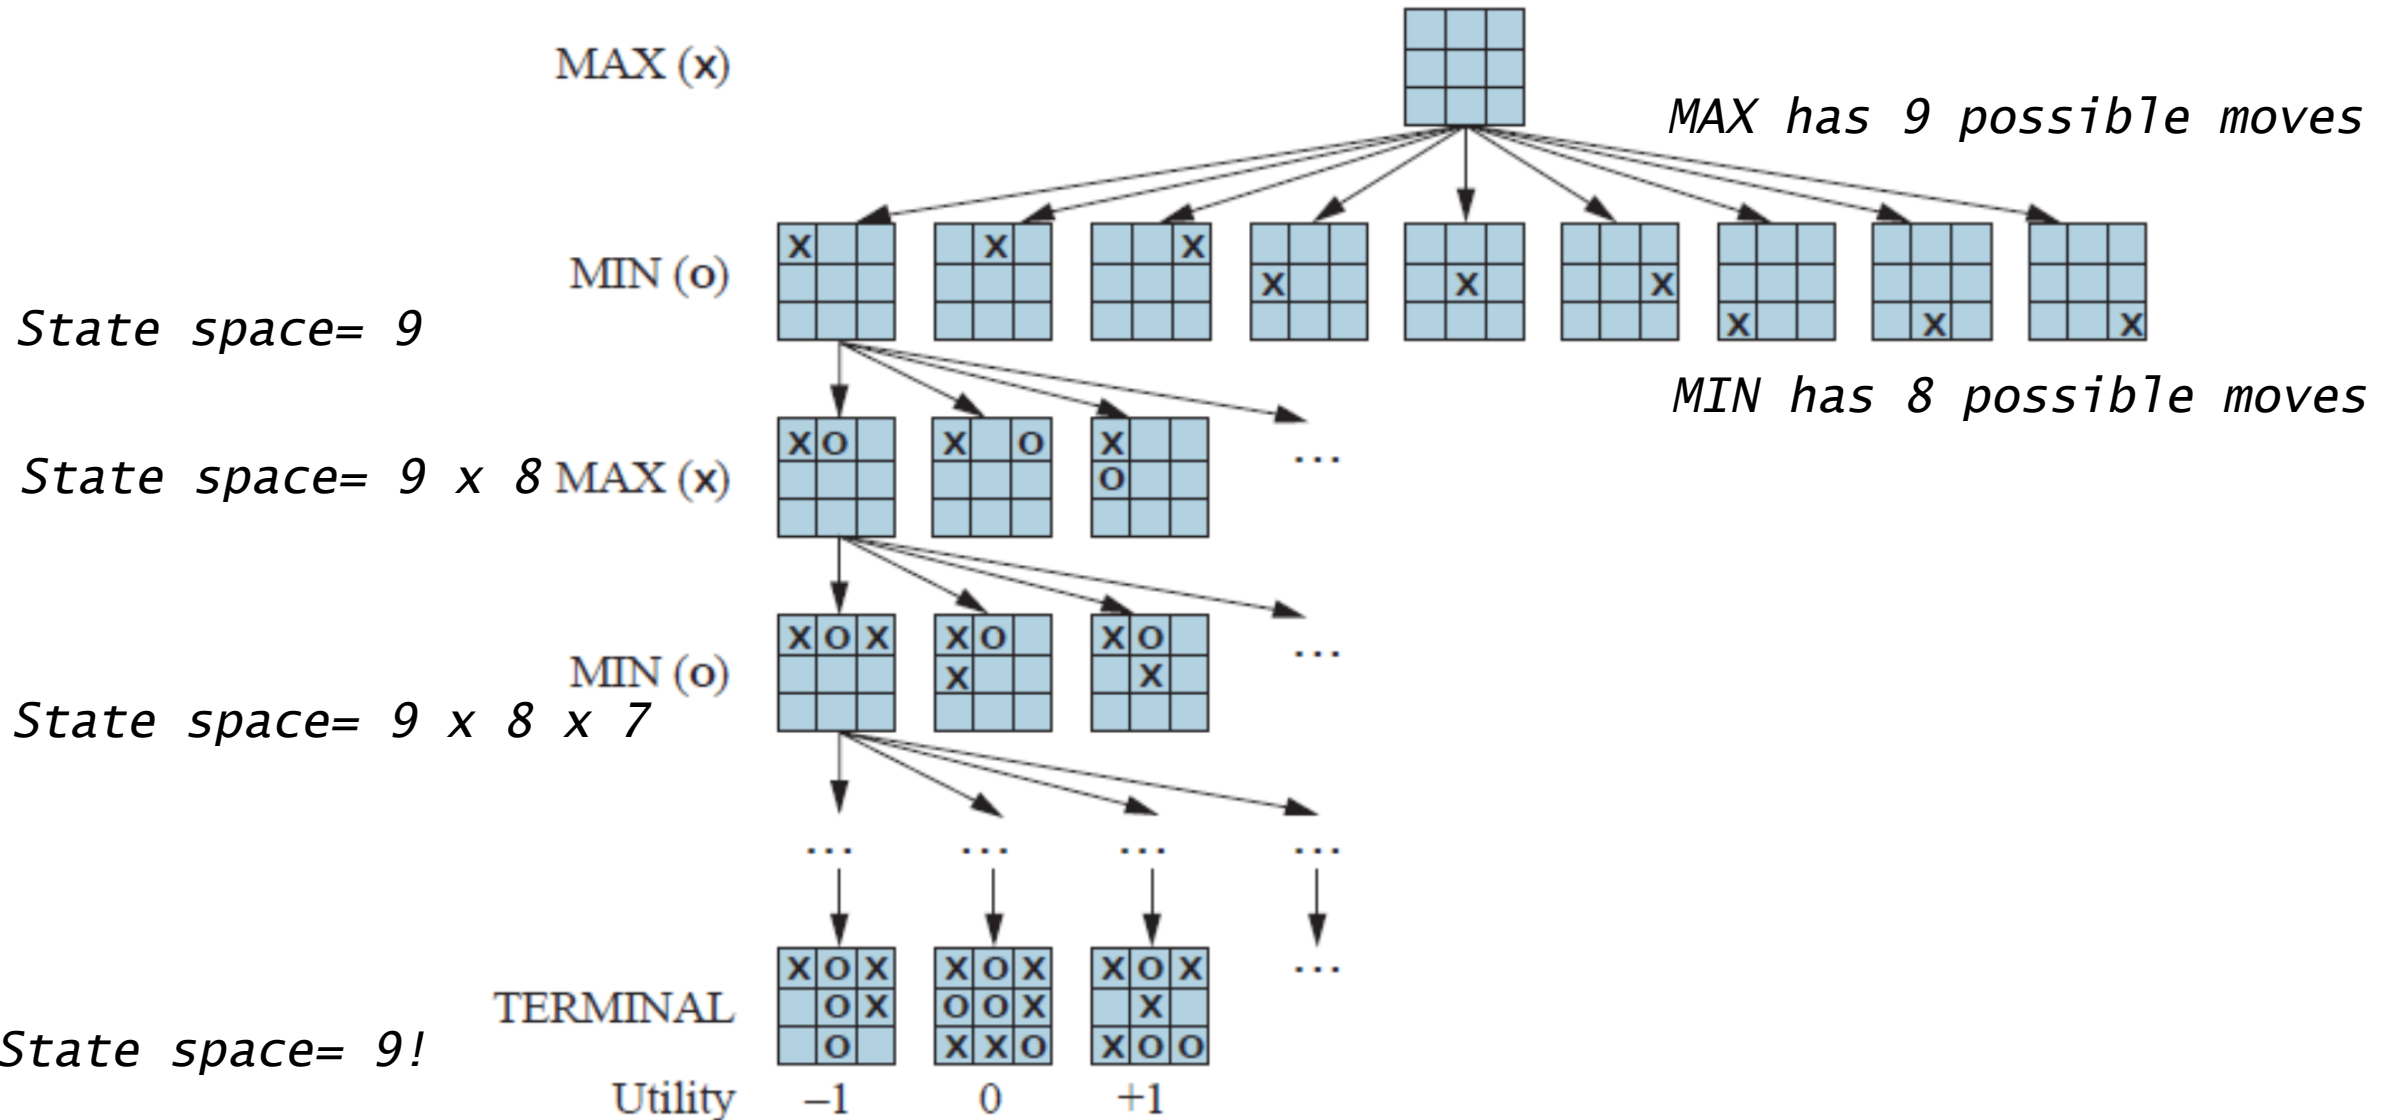 MAX (x)
MAX has 9 possible moves
MIN (o)
X X X X X X X X X
State space= 9
MIN has 8 possible moves
State space= 9 x 8 MAX (x)
X O X O X
O
...
MIN (o)
X O X X O X O
X X
...
State space= 9 x 8 x 7
... ... ... ...
TERMINAL
X O X X O X X O X
O X O O X X
O X X O X O O
...
State space= 9!
Utility –1 0 +1